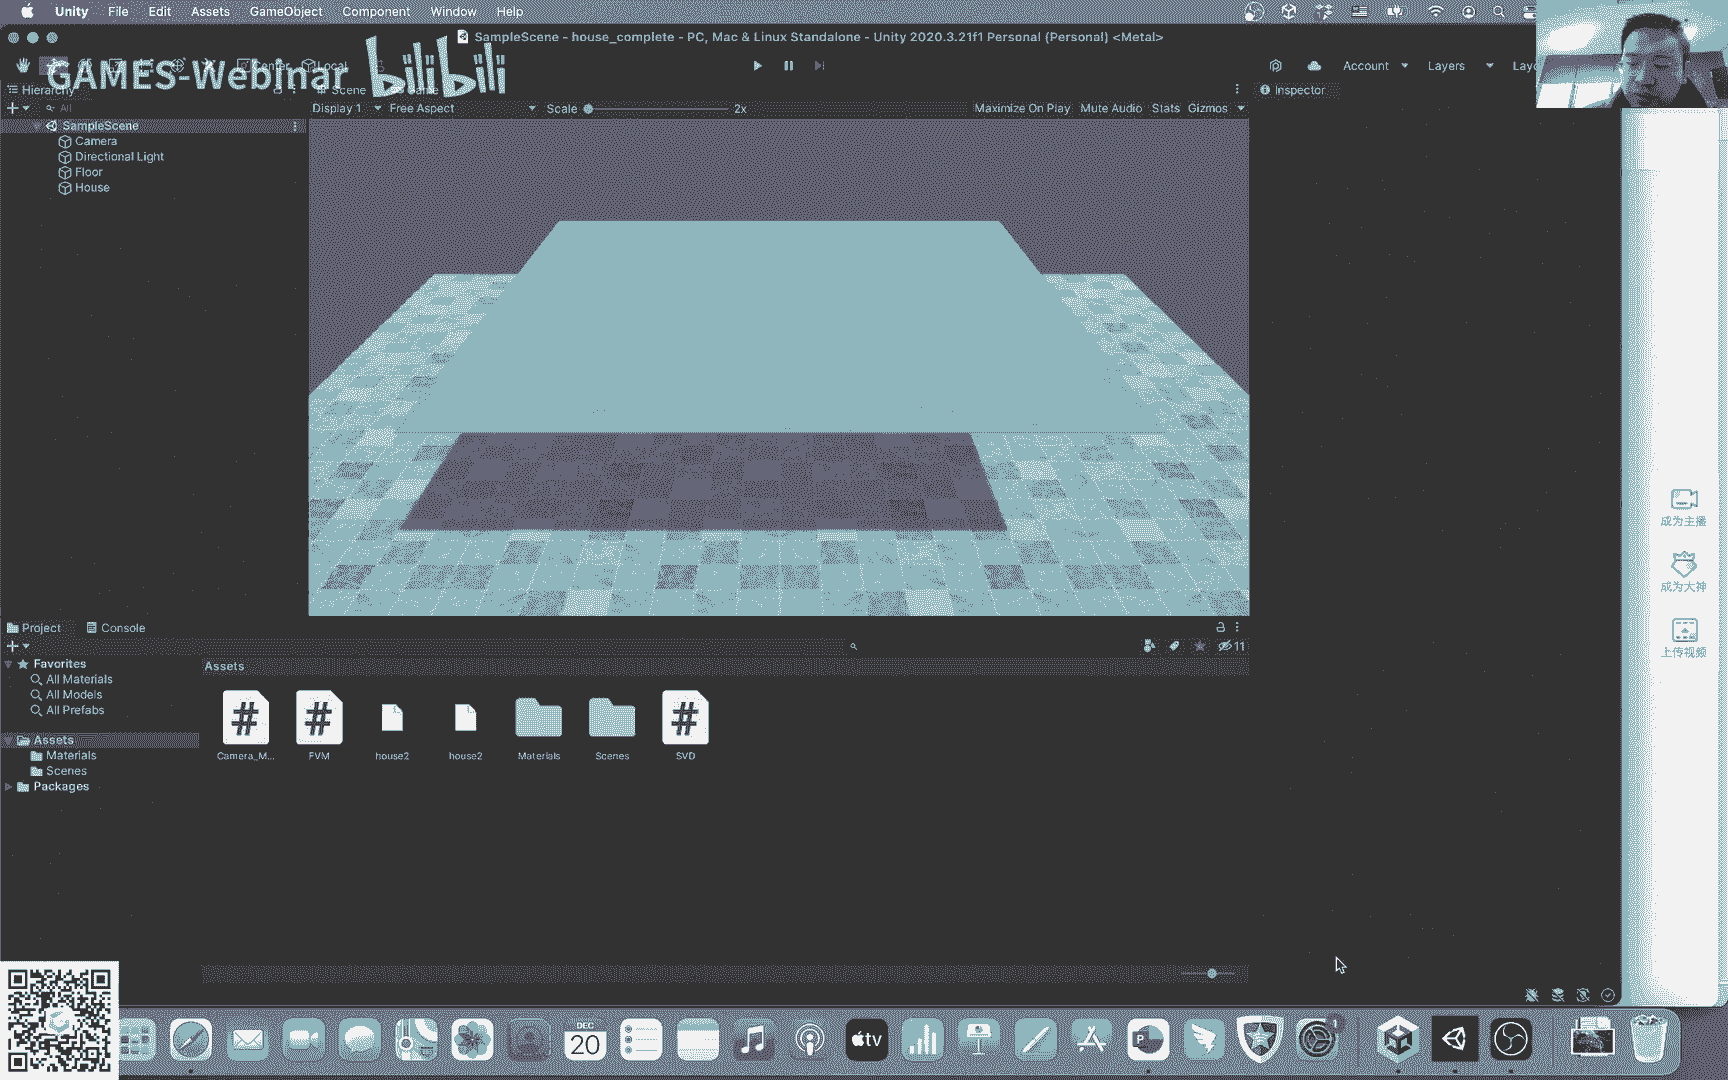 Unity File Edit Assets GameObject Component Window Help
SampleScene - house_complete - PC, Mac & Linux Standalone - Unity 2020.3.21f1 Personal (Personal) <Metal>
GAMES-Webinar bilibili
Center Local
Account Layers
Hierarchy
Scene
Inspector
All
Display 1 Free Aspect Scale 2x Maximize On Play Mute Audio Stats Gizmos
SampleScene
Camera
Directional Light
Floor
House
成为主播
成为大神
上传视频
Project Console
11
Favorites
All Materials
All Models
All Prefabs
Assets
Materials
Scenes
Packages
Assets
Camera_M... FVM house2 house2 Materials Scenes SVD
DEC
20
tv
1